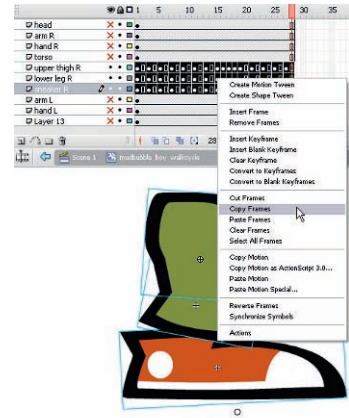 1 5 10 15 20 25 30 35
head
arm R
hand R
torso
upper thigh R
lower leg R
sneaker R
arm L
hand L
Layer 13
28
Scene 1 madbubble boy walkcycle
Create Motion Tween
Create Shape Tween
Insert Frame
Remove Frames
Insert Keyframe
Insert Blank Keyframe
Clear Keyframe
Convert to Keyframes
Convert to Blank Keyframes
Cut Frames
Copy Frames
Paste Frames
Clear Frames
Select All Frames
Copy Motion
Copy Motion as ActionScript 3.0...
Paste Motion
Paste Motion Special...
Reverse Frames
Synchronize Symbols
Actions